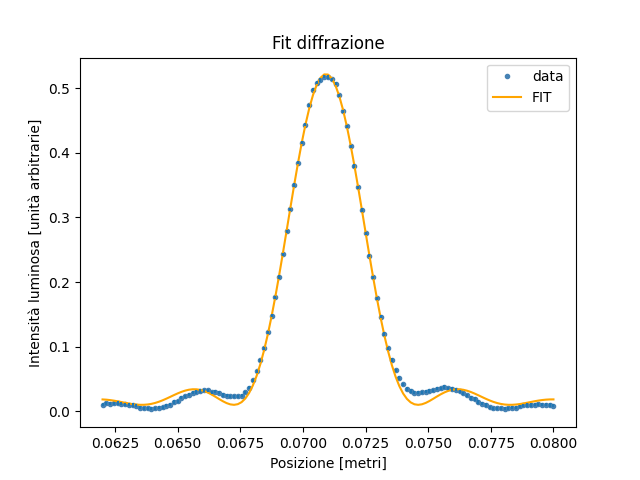 Fit diffrazione
data
FIT
Intensità luminosa [unità arbitrarie]
0.5
0.4
0.3
0.2
0.1
0.0
0.0625 0.0650 0.0675 0.0700 0.0725 0.0750 0.0775 0.0800
Posizione [metri]